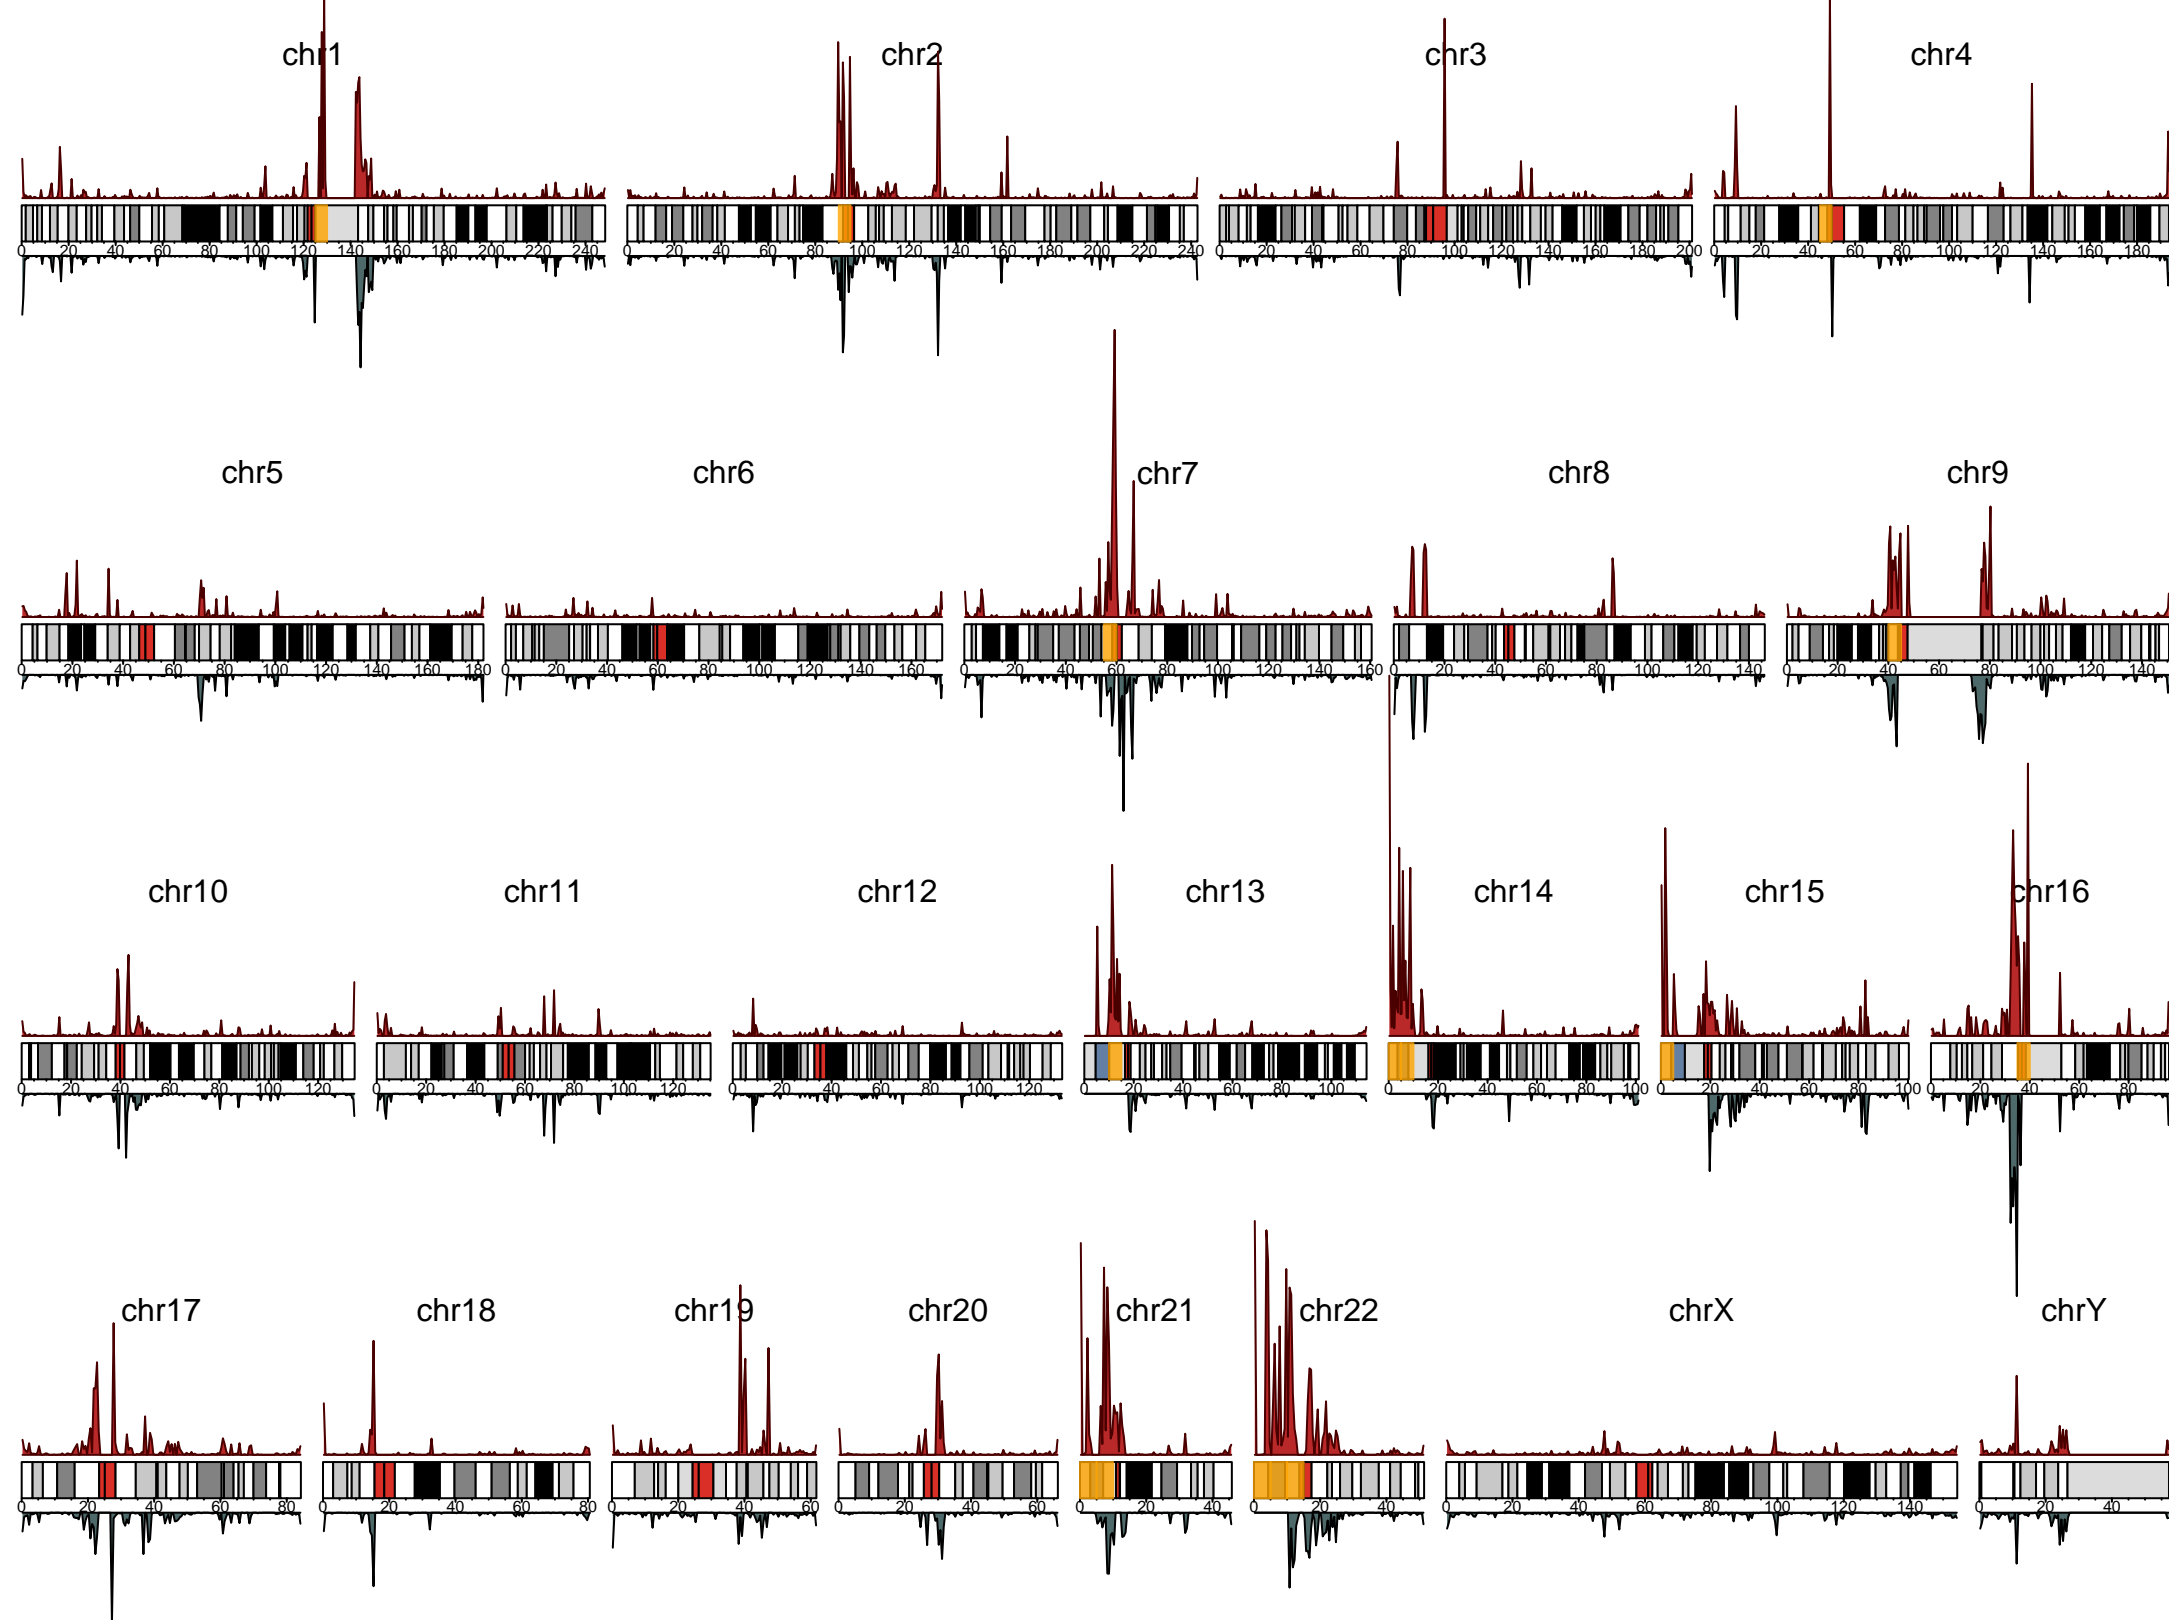 chr1 chr2 chr3 chr4
0 20 40 60 80 100 120 140 160 180 200 220 240 0 20 40 60 80 100 120 140 160 180 200 220 240 0 20 40 60 80 100 120 140 160 180 200 0 20 40 60 80 100 120 140 160 180
chr5 chr6 chr7 chr8 chr9
0 20 40 60 80 100 120 140 160 180 0 20 40 60 80 100 120 140 160 0 20 40 60 80 100 120 140 160 0 20 40 60 80 100 120 140 0 20 40 60 80 100 120 140
chr10 chr11 chr12 chr13 chr14 chr15 chr16
0 20 40 60 80 100 120 0 20 40 60 80 100 120 0 20 40 60 80 100 120 0 20 40 60 80 100 0 20 40 60 80 100 0 20 40 60 80 100 0 20 40 60 80
chr17 chr18 chr19 chr20 chr21 chr22 chrX chrY
0 20 40 60 80 0 20 40 60 80 0 20 40 60 0 20 40 60 0 20 40 0 20 40 0 20 40 60 80 100 120 140 0 20 40